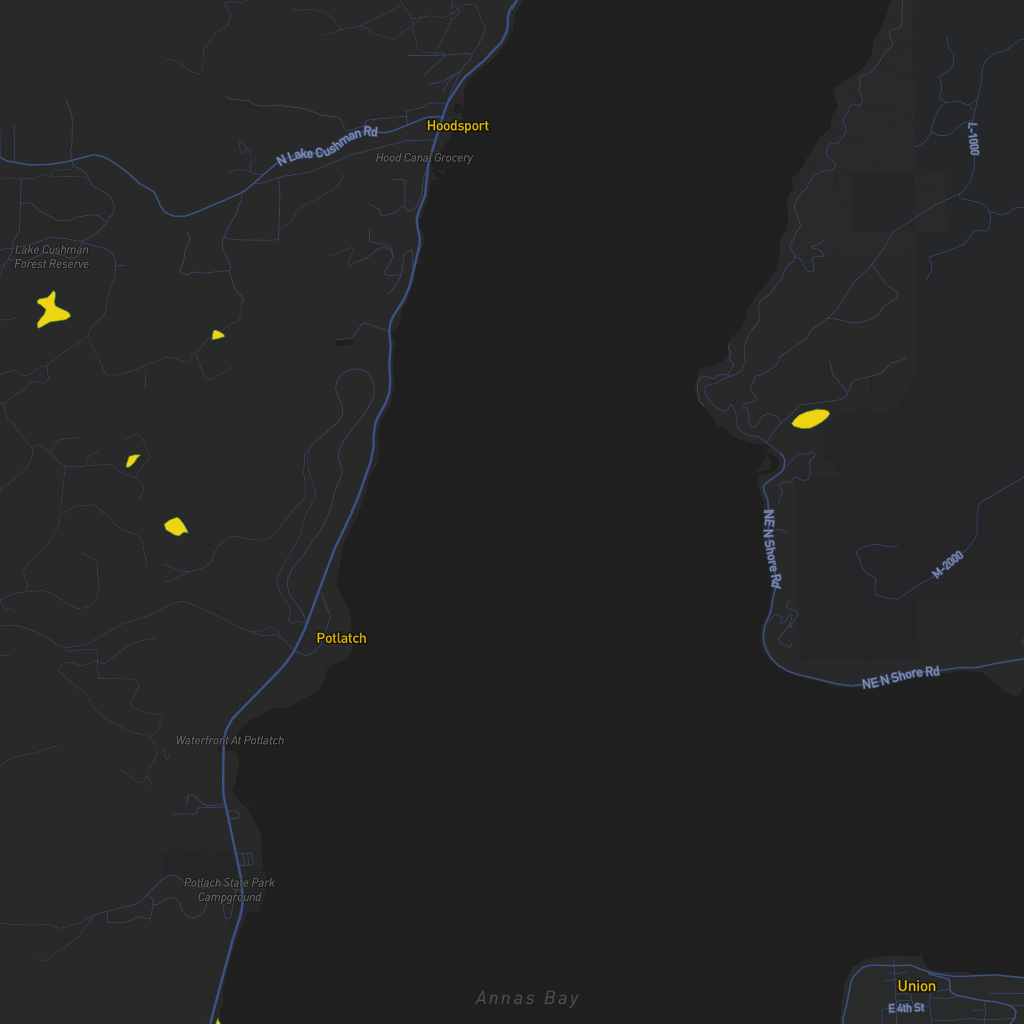 Hoodsport
N Lake Cushman Rd
L-1000
Hood Canal Grocery
Lake Cushman
Forest Reserve
NE N Shore Rd
M-2000
Potlatch
NE N Shore Rd
Waterfront At Potlatch
Potlach State Park
Campground
Union
Annas Bay
E 4th St